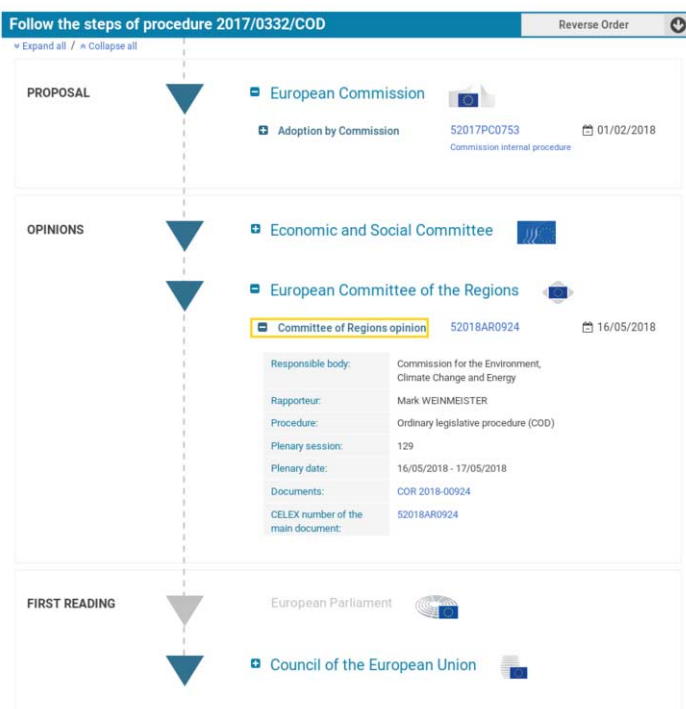 Follow the steps of procedure 2017/0332/COD
Reverse Order
Expand all / Collapse all
PROPOSAL
European Commission
Adoption by Commission 52017PC0753 01/02/2018
Commission internal procedure
OPINIONS
Economic and Social Committee
European Committee of the Regions
Committee of Regions opinion 52018AR0924 16/05/2018
Responsible body: Commission for the Environment,
Climate Change and Energy
Rapporteur: Mark WEINMEISTER
Procedure: Ordinary legislative procedure (COD)
Plenary session: 129
Plenary date: 16/05/2018 - 17/05/2018
Documents: COR 2018-00924
CELEX number of the 52018AR0924
main document:
FIRST READING
European Parliament
Council of the European Union